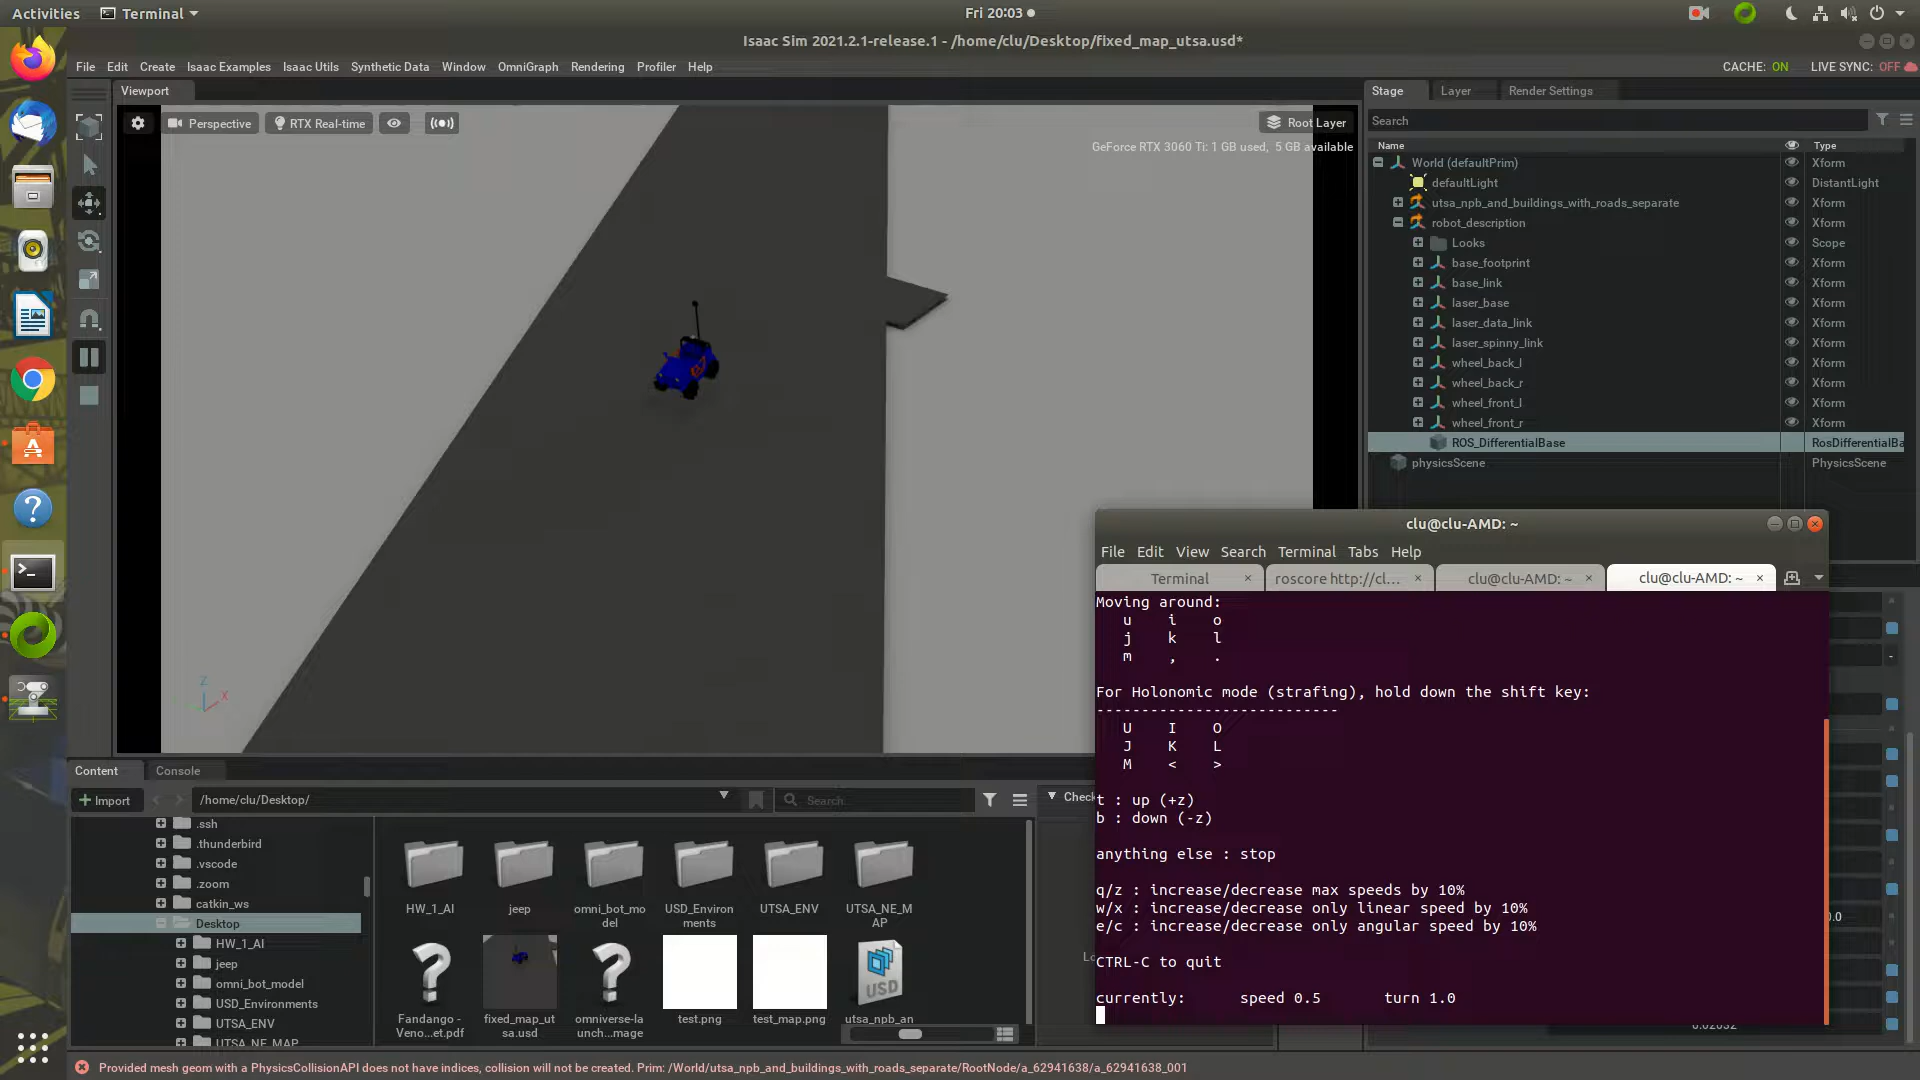 Activities
Terminal
Fri 20:03
Isaac Sim 2021.2.1-release.1 - /home/clu/Desktop/fixed_map_utsa.usd*
File Edit Create Isaac Examples Isaac Utils Synthetic Data Window OmniGraph Rendering Profiler Help
CACHE: ON LIVE SYNC: OFF
Viewport
Perspective
RTX Real-time
Root Layer
GeForce RTX 3060 Ti: 1 GB used, 5 GB available
Z
X
Stage Layer Render Settings
Search
Name Type
World (defaultPrim) Xform
defaultLight DistantLight
utsa_npb_and_buildings_with_roads_separate Xform
robot_description Xform
Looks Scope
base_footprint Xform
base_link Xform
laser_base Xform
laser_data_link Xform
laser_spinny_link Xform
wheel_back_l Xform
wheel_back_r Xform
wheel_front_l Xform
wheel_front_r Xform
ROS_DifferentialBase RosDifferentialBa
physicsScene PhysicsScene
clu@clu-AMD: ~
File Edit View Search Terminal Tabs Help
Terminal × roscore http://cl... × clu@clu-AMD: ~ × clu@clu-AMD: ~ ×
Moving around:
u i o
j k l
m , .
For Holonomic mode (strafing), hold down the shift key:
---------------------------
U I O
J K L
M < >
t : up (+z)
b : down (-z)
anything else : stop
q/z : increase/decrease max speeds by 10%
w/x : increase/decrease only linear speed by 10%
e/c : increase/decrease only angular speed by 10%
CTRL-C to quit
currently: speed 0.5 turn 1.0
Content Console
+ Import
/home/clu/Desktop/
Search
.ssh
.thunderbird
.vscode
.zoom
catkin_ws
Desktop
HW_1_AI
jeep
omni_bot_model
USD_Environments
UTSA_ENV
UTSA_NE_MAP
HW_1_AI
jeep
omni_bot_mo
del
USD_Environ
ments
UTSA_ENV
UTSA_NE_M
AP
USD
Fandango -
Veno...et.pdf
fixed_map_ut
sa.usd
omniverse-la
unch...mage
test.png
test_map.png
utsa_npb_an
Check
Provided mesh geom with a PhysicsCollisionAPI does not have indices, collision will not be created. Prim: /World/utsa_npb_and_buildings_with_roads_separate/RootNode/a_62941638/a_62941638_001